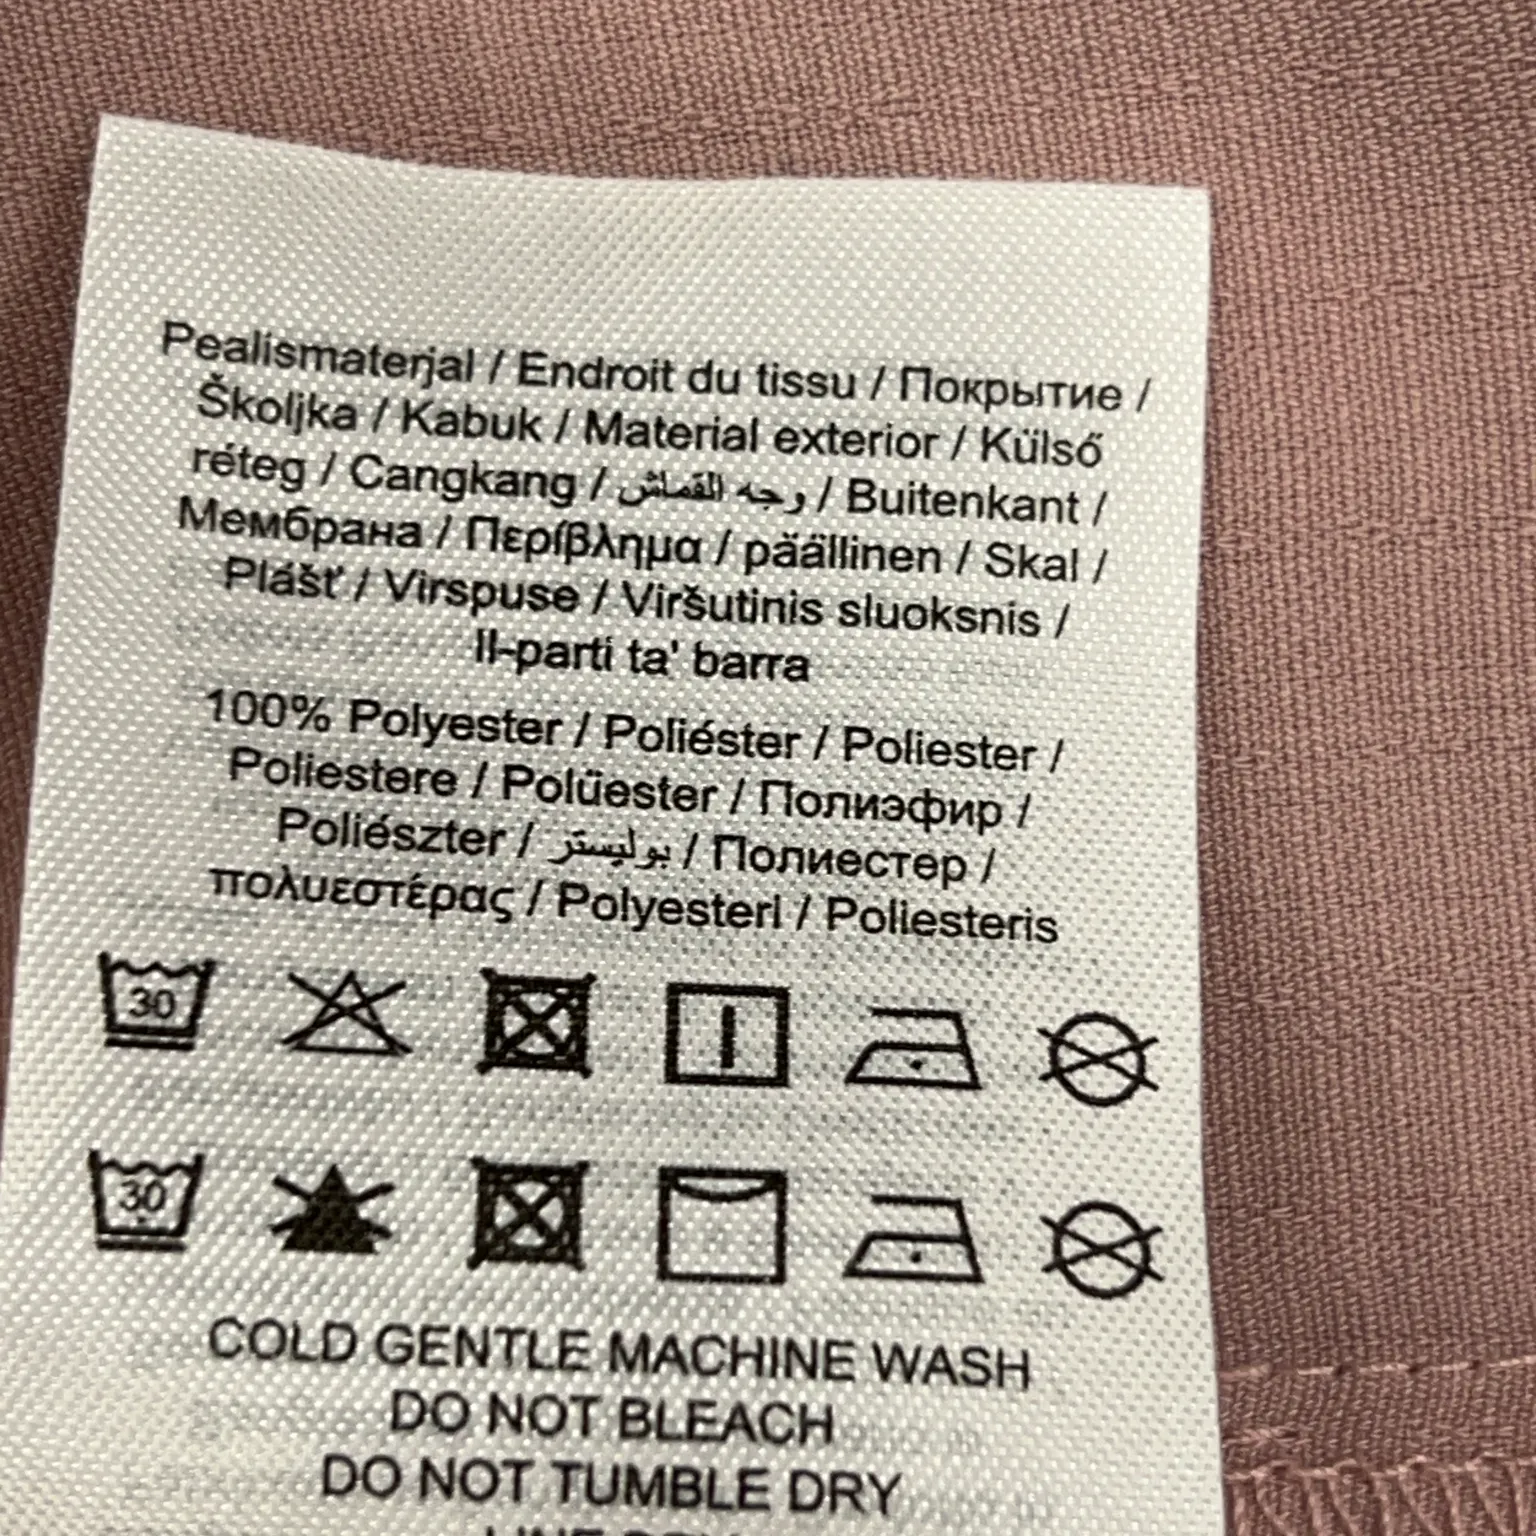 Pealismaterjal / Endroit du tissu / Покрытие /
Školjka / Kabuk / Material exterior / Külső
réteg / Cangkang / وجه القماش / Buitenkant /
Мембрана / Περίβλημα / päällinen / Skal /
Plášť / Virspuse / Viršutinis sluoksnis /
Il-parti ta' barra
100% Polyester / Poliéster / Poliester /
Poliestere / Polüester / Полиэфир /
Poliészter / بوليستر / Полиестер /
πολυεστέρας / Polyesteri / Poliesteris
30
30
COLD GENTLE MACHINE WASH
DO NOT BLEACH
DO NOT TUMBLE DRY